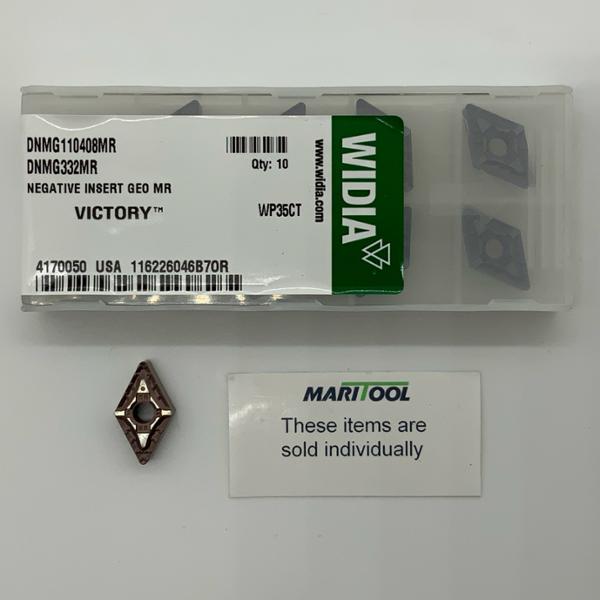 DNMG110408MR
DNMG332MR
Qty: 10
NEGATIVE INSERT GEO MR
VICTORY™
WP35CT
4170050 USA 116226046B70R
www.widia.com
WIDIA
MARITOOL
These items are
sold individually